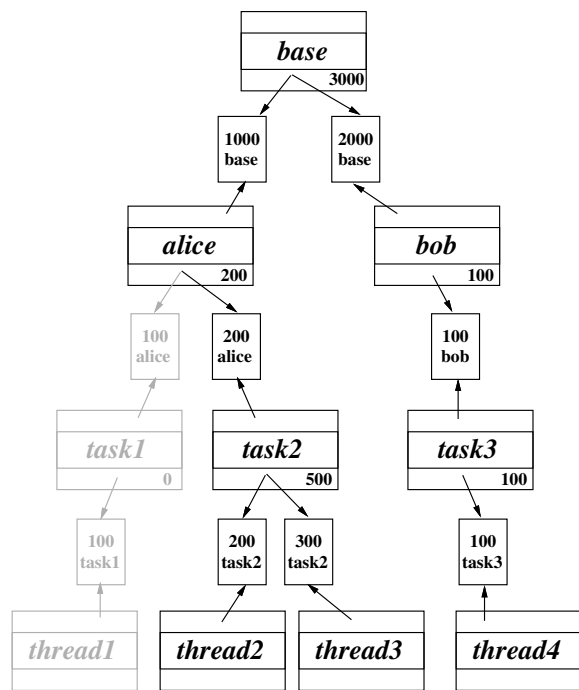 base
3000
1000
base
2000
base
alice
200
bob
100
100
alice
200
alice
100
bob
task1
0
task2
500
task3
100
100
task1
200
task2
300
task2
100
task3
thread1
thread2
thread3
thread4